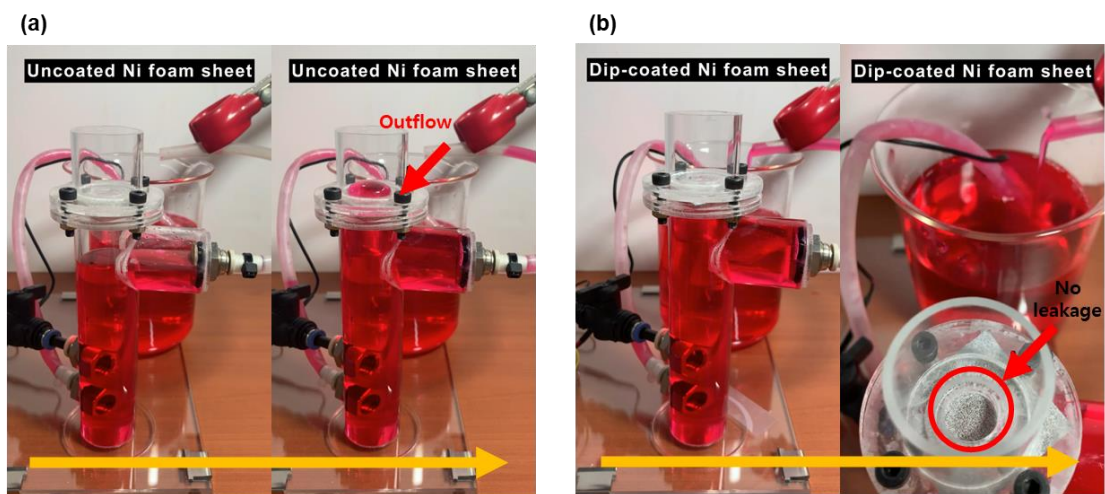 (a)
Uncoated Ni foam sheet
Uncoated Ni foam sheet
Outflow
(b)
Dip-coated Ni foam sheet
Dip-coated Ni foam sheet
No
leakage